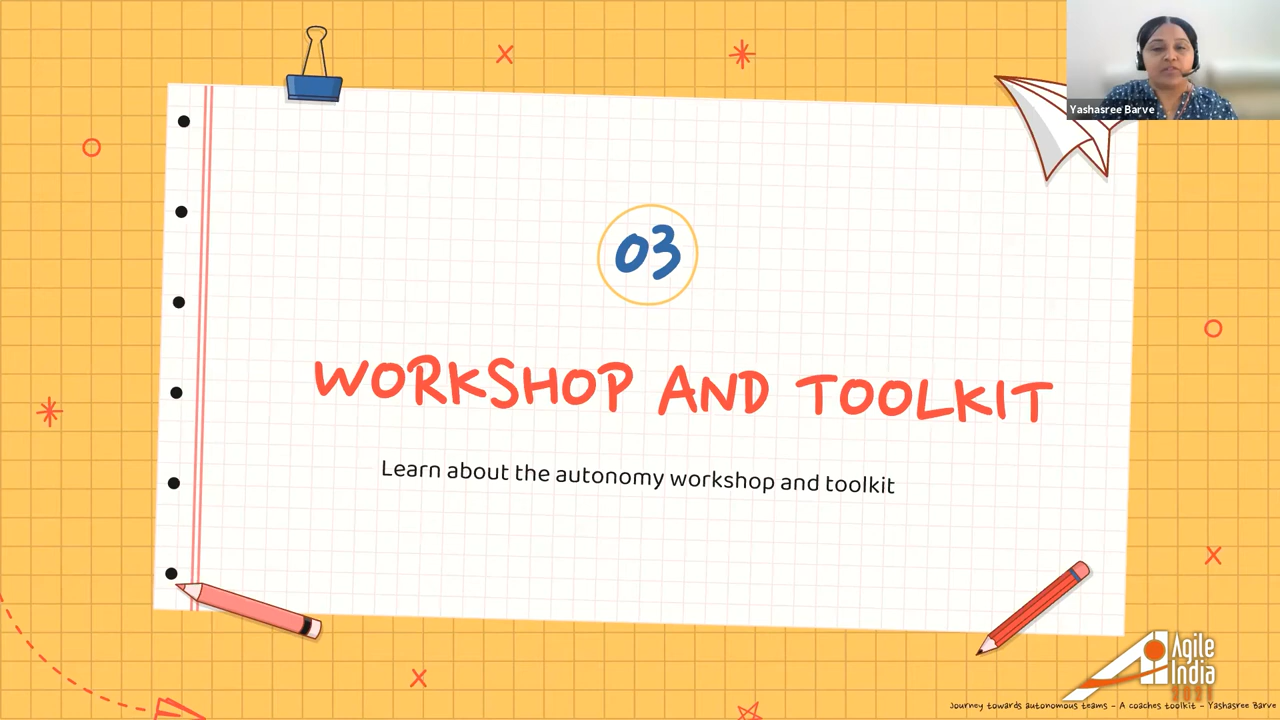 Yashasree Barve
03
WORKSHOP AND TOOLKIT
Learn about the autonomy workshop and toolkit
Agile
India
2021
Journey towards autonomous teams - A coaches toolkit - Yashasree Barve